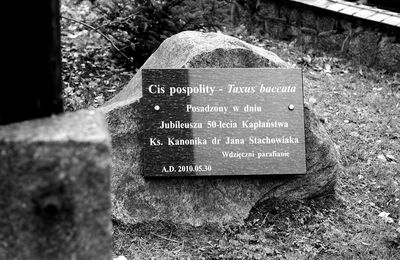 Cis pospolity - Taxus baccata
Posadzony w dniu
Jubileuszu 50-lecia Kapłaństwa
Ks. Kanonika dr Jana Stachowiaka
Wdzięczni parafianie
A.D. 2010.05.30